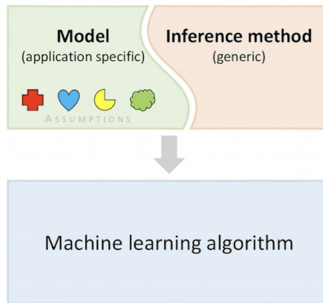 Model
(application specific)
Inference method
(generic)
ASSUMPTIONS
Machine learning algorithm